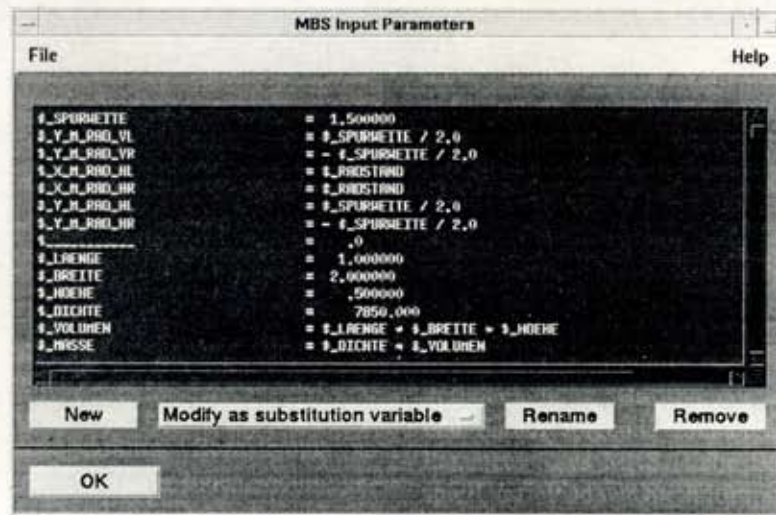 MBS Input Parameters
File Help
$_SPURWEITE = 1.500000
$_Y_M_RAD_VL = $_SPURWEITE / 2.0
$_Y_M_RAD_VR = - $_SPURWEITE / 2.0
$_X_M_RAD_HL = $_RADSTAND
$_X_M_RAD_HR = $_RADSTAND
$_Y_M_RAD_HL = $_SPURWEITE / 2.0
$_Y_M_RAD_HR = - $_SPURWEITE / 2.0
$___________ = .0
$_LAENGE = 1.000000
$_BREITE = 2.000000
$_HOEHE = .500000
$_DICHTE = 7850.000
$_VOLUMEN = $_LAENGE * $_BREITE * $_HOEHE
$_MASSE = $_DICHTE * $_VOLUMEN
New Modify as substitution variable Rename Remove
OK